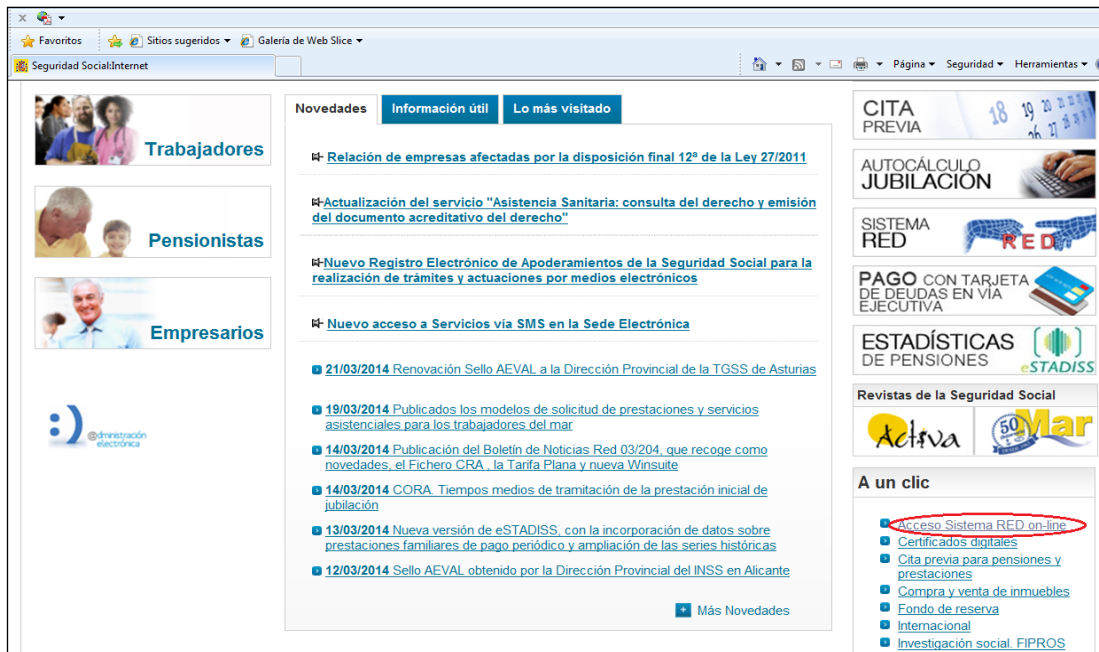 Favoritos
Sitios sugeridos
Galería de Web Slice
Seguridad Social:Internet
Página
Seguridad
Herramientas
Trabajadores
Pensionistas
Empresarios
@dministración
electrónica
Novedades
Información útil
Lo más visitado
Relación de empresas afectadas por la disposición final 12ª de la Ley 27/2011
Actualización del servicio "Asistencia Sanitaria: consulta del derecho y emisión
del documento acreditativo del derecho"
Nuevo Registro Electrónico de Apoderamientos de la Seguridad Social para la
realización de trámites y actuaciones por medios electrónicos
Nuevo acceso a Servicios vía SMS en la Sede Electrónica
21/03/2014 Renovación Sello AEVAL a la Dirección Provincial de la TGSS de Asturias
19/03/2014 Publicados los modelos de solicitud de prestaciones y servicios
asistenciales para los trabajadores del mar
14/03/2014 Publicación del Boletín de Noticias Red 03/204, que recoge como
novedades, el Fichero CRA , la Tarifa Plana y nueva Winsuite
14/03/2014 CORA. Tiempos medios de tramitación de la prestación inicial de
jubilación
13/03/2014 Nueva versión de eSTADISS, con la incorporación de datos sobre
prestaciones familiares de pago periódico y ampliación de las series históricas
12/03/2014 Sello AEVAL obtenido por la Dirección Provincial del INSS en Alicante
Más Novedades
CITA
PREVIA
18 19 20
26 27
AUTOCÁLCULO
JUBILACIÓN
SISTEMA
RED
RED
PAGO CON TARJETA
DE DEUDAS EN VÍA
EJECUTIVA
ESTADÍSTICAS
DE PENSIONES
eSTADISS
Revistas de la Seguridad Social
Activa
50
Mar
A un clic
Acceso Sistema RED on-line
Certificados digitales
Cita previa para pensiones y
prestaciones
Compra y venta de inmuebles
Fondo de reserva
Internacional
Investigación social. FIPROS